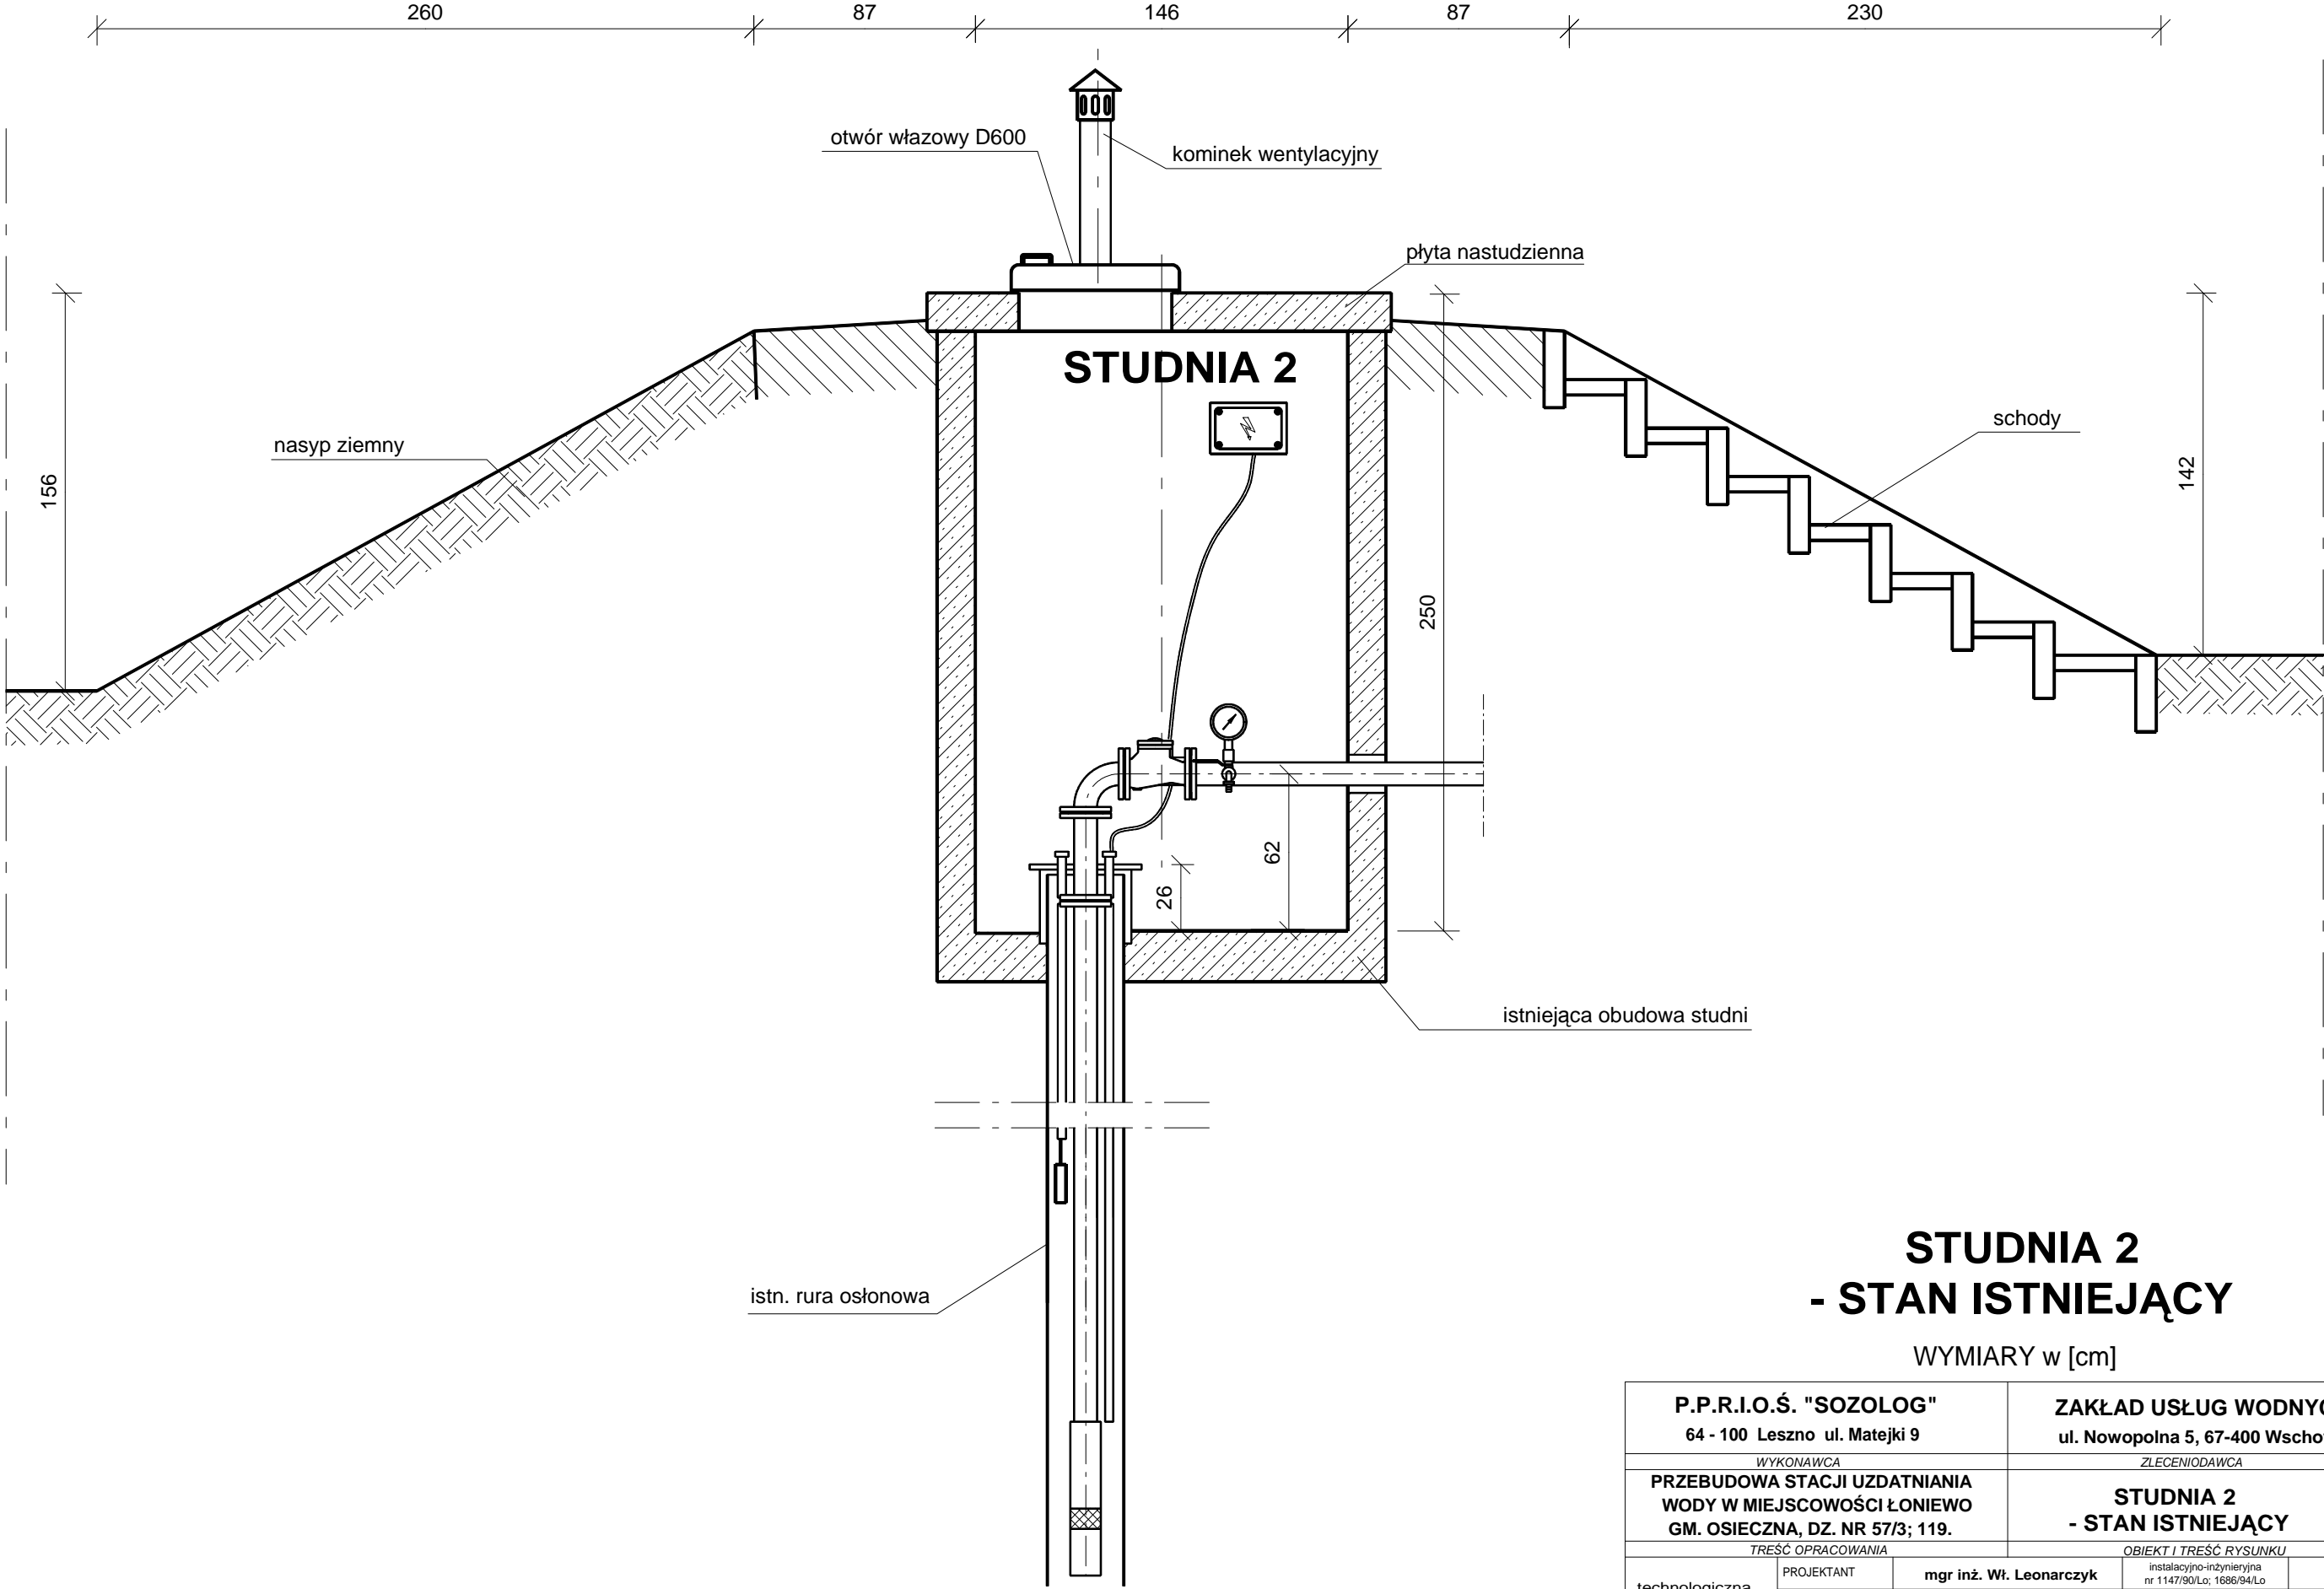 260
87
146
87
230
otwór włazowy D600
kominek wentylacyjny
płyta nastudzienna
STUDNIA 2
schody
nasyp ziemny
156
142
250
62
26
istniejąca obudowa studni
istn. rura osłonowa
STUDNIA 2
- STAN ISTNIEJĄCY
WYMIARY w [cm]
P.P.R.I.O.Ś. "SOZOLOG"
64 - 100 Leszno ul. Matejki 9
WYKONAWCA
ZAKŁAD USŁUG WODNYC
ul. Nowopolna 5, 67-400 Wscho
ZLECENIODAWCA
PRZEBUDOWA STACJI UZDATNIANIA
WODY W MIEJSCOWOŚCI ŁONIEWO
GM. OSIECZNA, DZ. NR 57/3; 119.
TREŚĆ OPRACOWANIA
STUDNIA 2
- STAN ISTNIEJĄCY
OBIEKT I TREŚĆ RYSUNKU
technologiczna
PROJEKTANT
mgr inż. Wł. Leonarczyk
instalacyjno-inżynieryjna
nr 1147/90/Lo; 1686/94/Lo